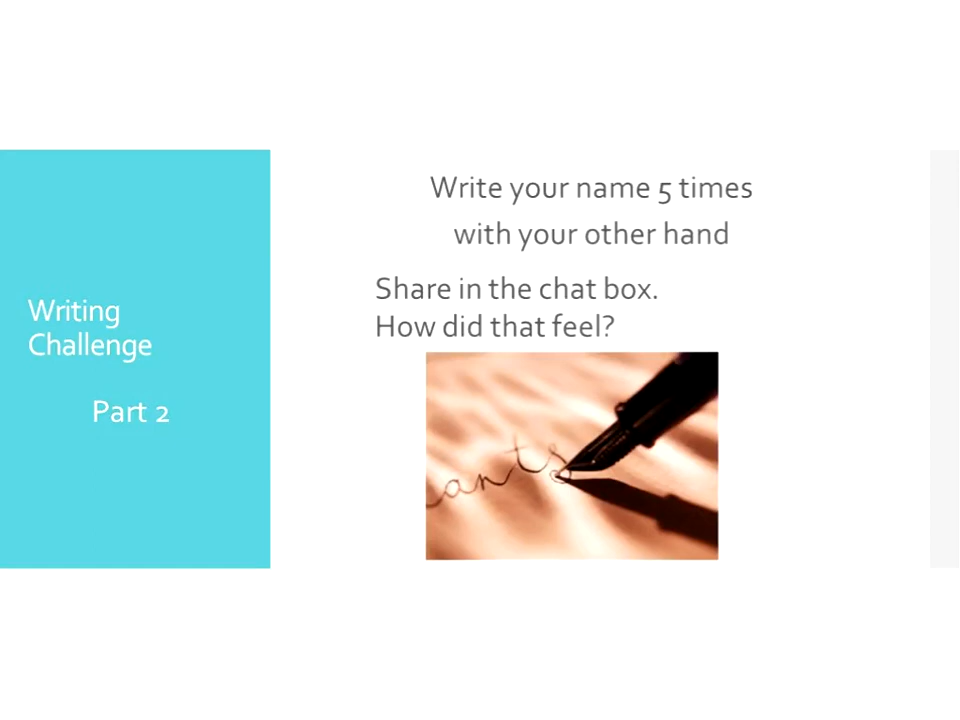 Writing
Challenge
Part 2
Write your name 5 times
with your other hand
Share in the chat box.
How did that feel?
ants